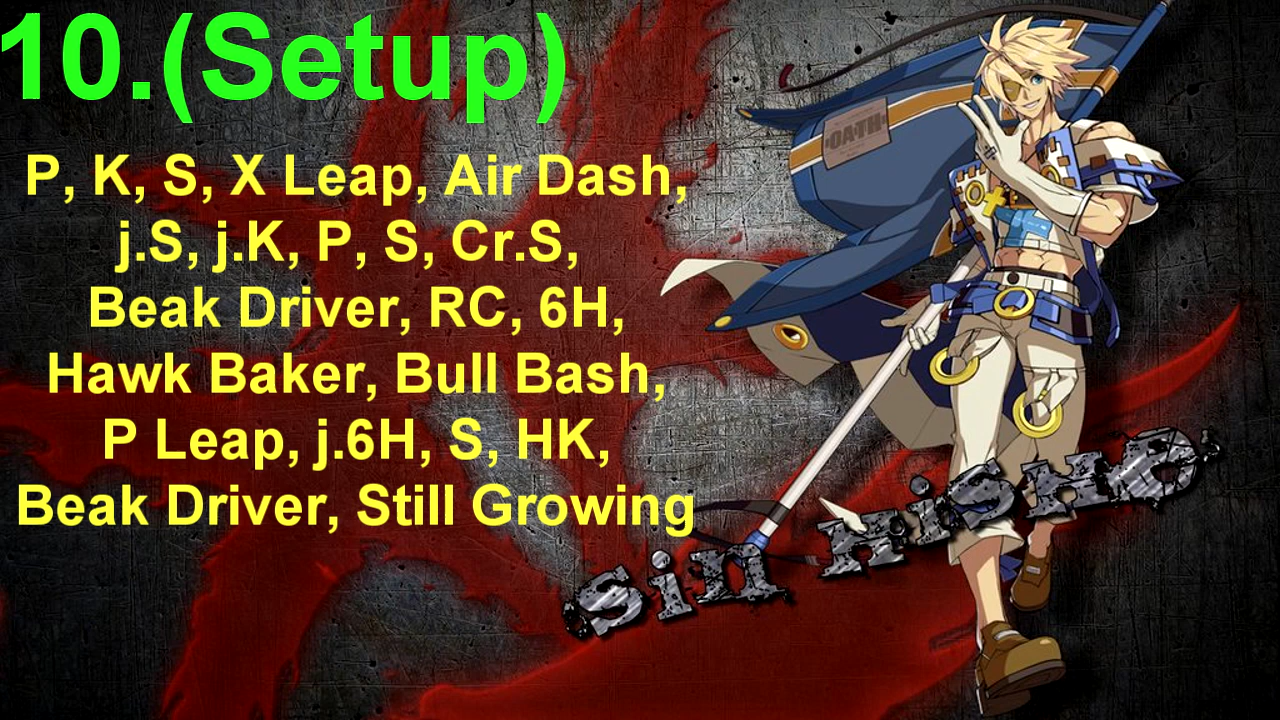 10.(Setup)
P, K, S, X Leap, Air Dash,
j.S, j.K, P, S, Cr.S,
Beak Driver, RC, 6H,
Hawk Baker, Bull Bash,
P Leap, j.6H, S, HK,
Beak Driver, Still Growing
OATH
Sin KiSKE